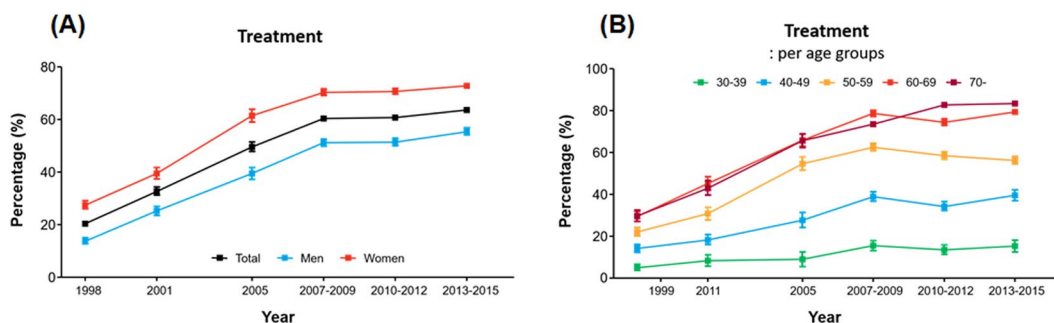 (A)
Treatment
Percentage (%)
80
60
40
20
0
Total Men Women
1998 2001 2005 2007-2009 2010-2012 2013-2015
Year
(B)
Treatment
: per age groups
30-39 40-49 50-59 60-69 70-
Percentage (%)
100
80
60
40
20
0
1999 2011 2005 2007-2009 2010-2012 2013-2015
Year